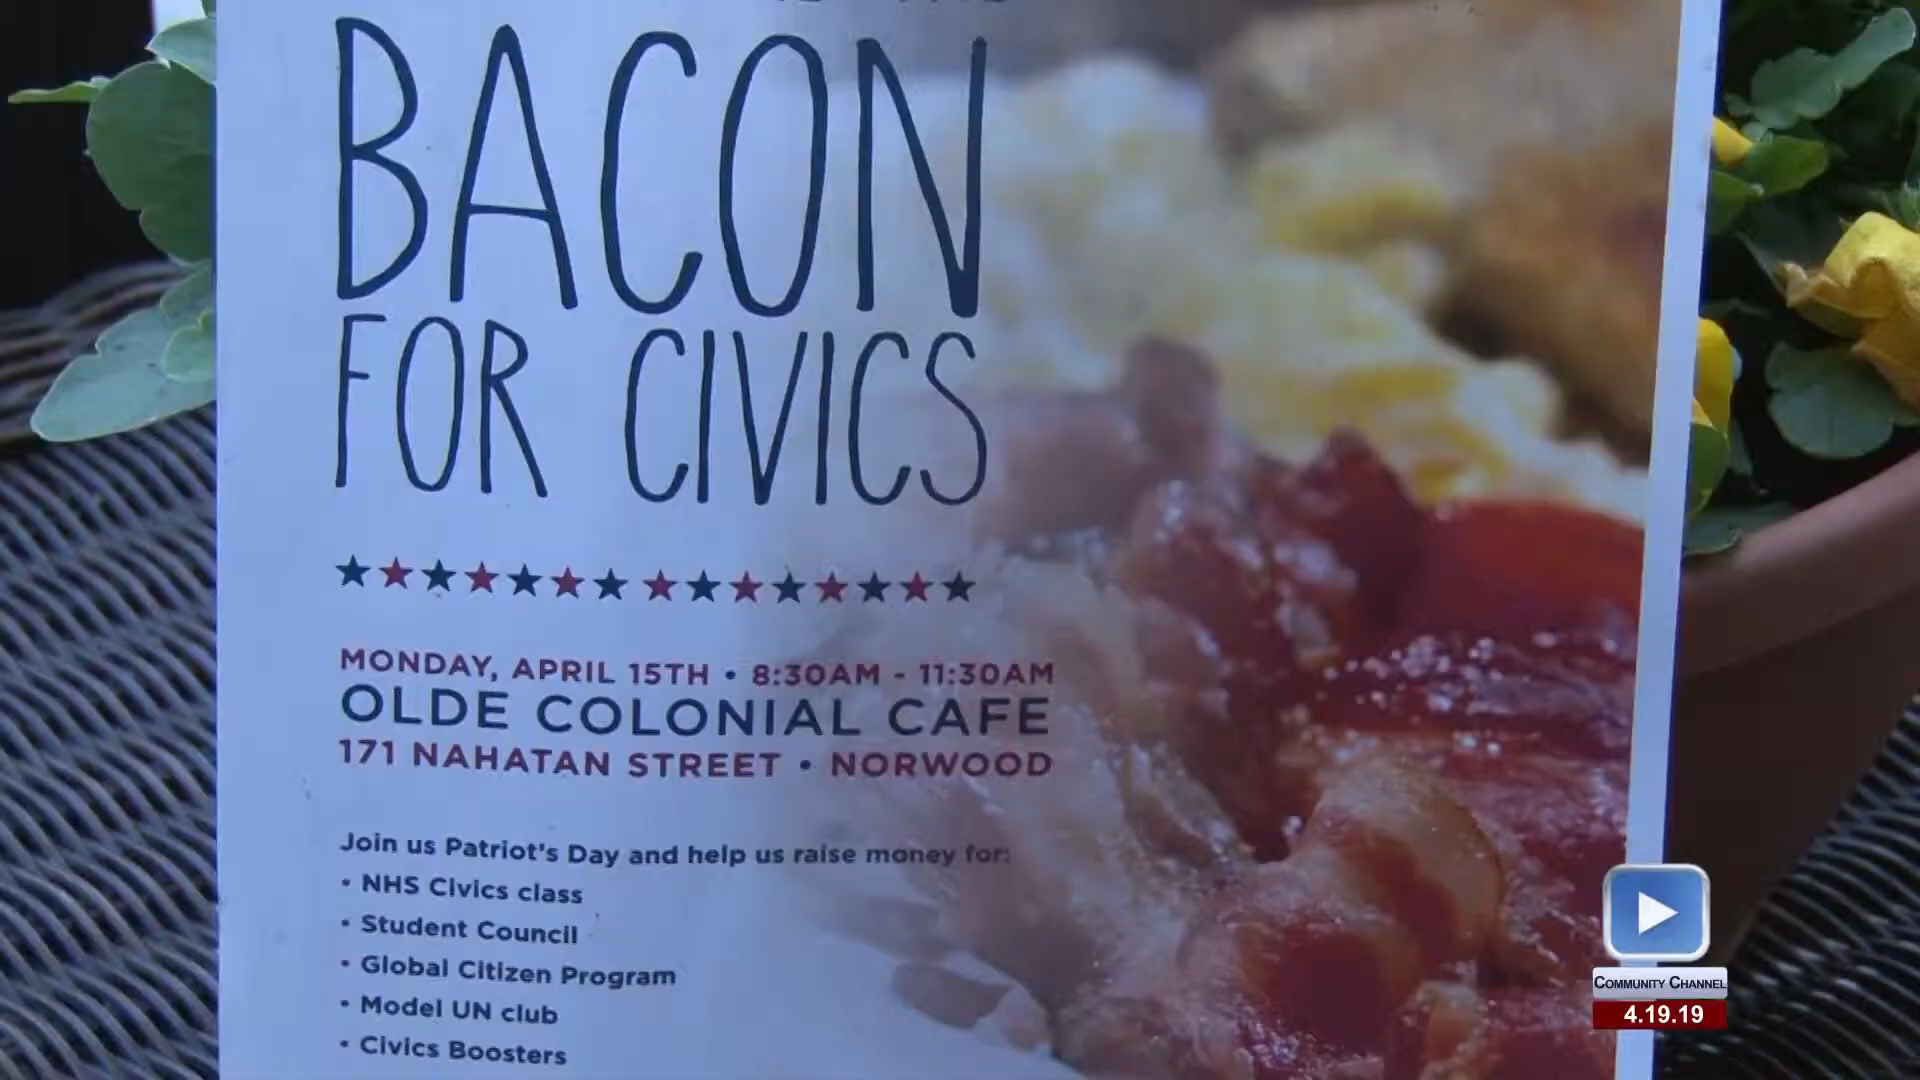 BACON
FOR CIVICS
MONDAY, APRIL 15TH • 8:30AM - 11:30AM
OLDE COLONIAL CAFE
171 NAHATAN STREET • NORWOOD
Join us Patriot's Day and help us raise money for:
• NHS Civics class
• Student Council
• Global Citizen Program
• Model UN club
• Civics Boosters
COMMUNITY CHANNEL
4.19.19